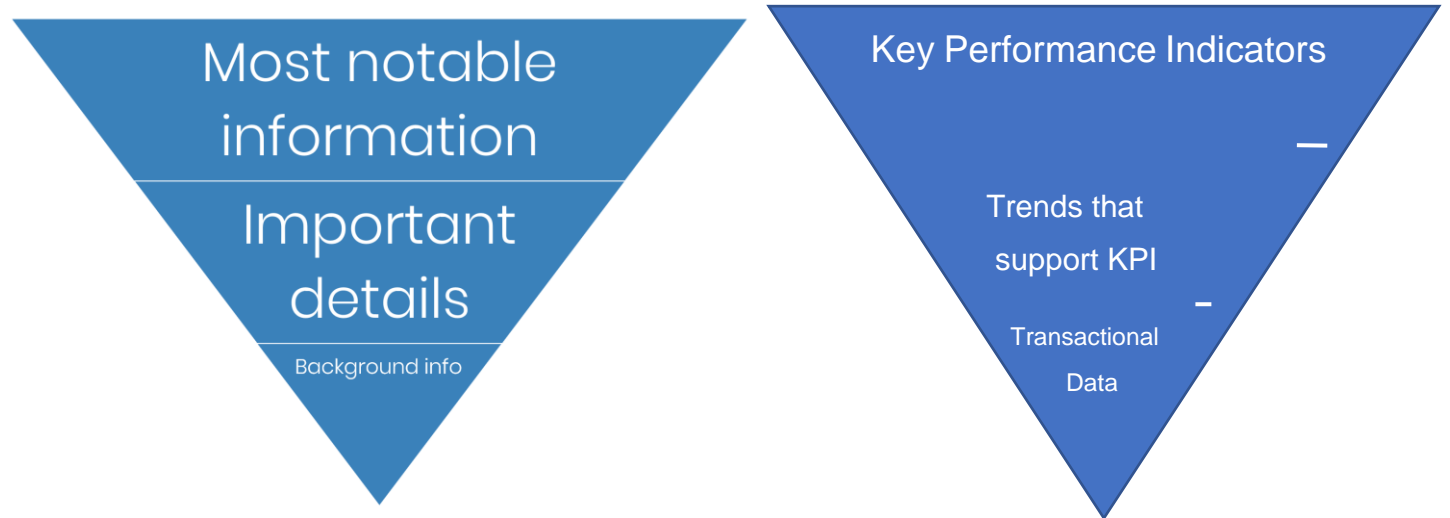 Most notable
information
Important
details
Background info
Key Performance Indicators
Trends that
support KPI
Transactional
Data